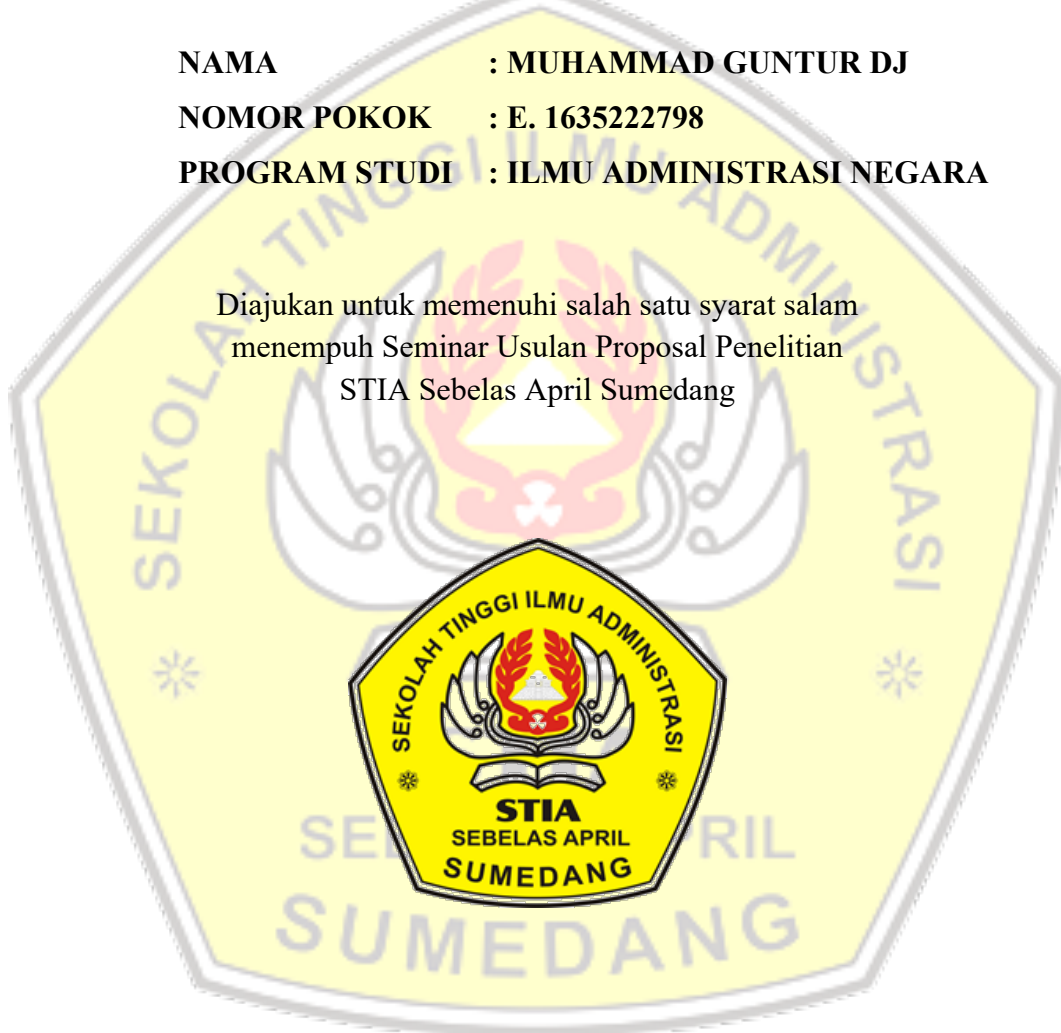 NAMA : MUHAMMAD GUNTUR DJ
NOMOR POKOK : E. 1635222798
PROGRAM STUDI : ILMU ADMINISTRASI NEGARA
Diajukan untuk memenuhi salah satu syarat salam
menempuh Seminar Usulan Proposal Penelitian
STIA Sebelas April Sumedang
SEKOLAH TINGGI ILMU ADMINISTRASI
STIA
SEBELAS APRIL
SUMEDANG